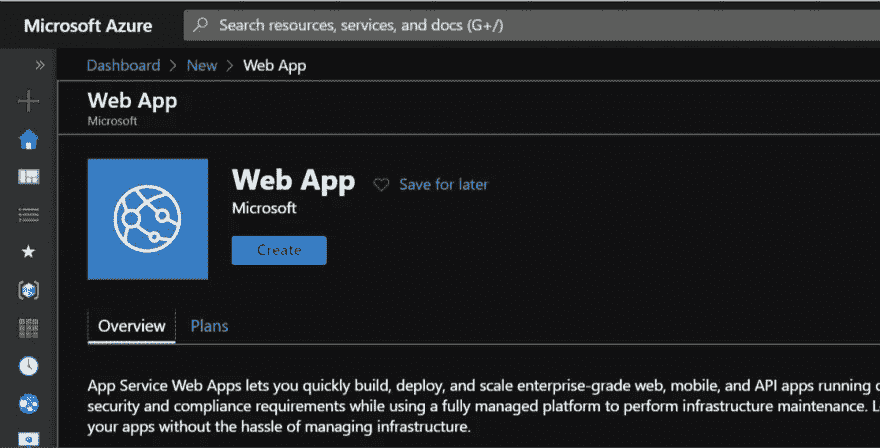 Microsoft Azure
Search resources, services, and docs (G+/)
Dashboard > New > Web App
Web App
Microsoft
Web App
Save for later
Microsoft
Create
Overview
Plans
App Service Web Apps lets you quickly build, deploy, and scale enterprise-grade web, mobile, and API apps running
security and compliance requirements while using a fully managed platform to perform infrastructure maintenance.
your apps without the hassle of managing infrastructure.